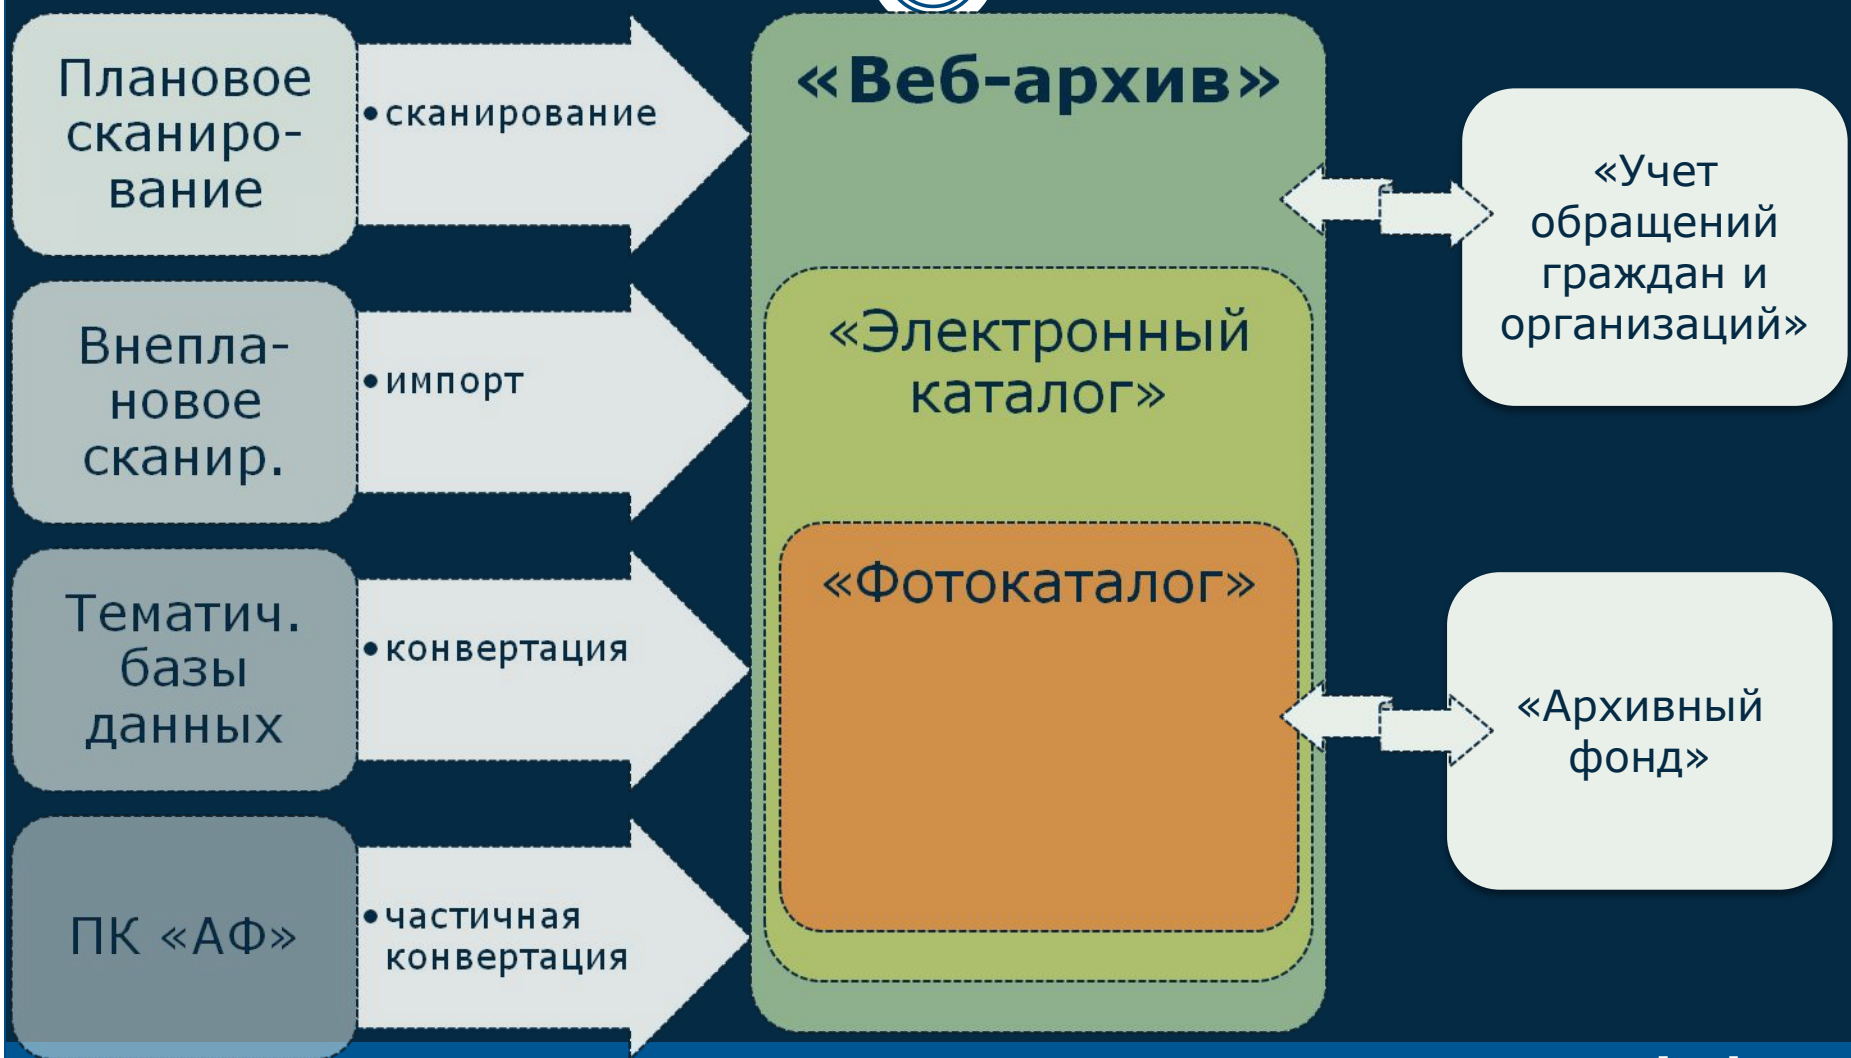 Плановое
сканиро-
вание
•сканирование
Внепла-
новое
сканир.
•импорт
Тематич.
базы
данных
•конвертация
ПК «АФ»
•частичная
конвертация
«Веб-архив»
«Электронный
каталог»
«Фотокаталог»
«Учет
обращений
граждан и
организаций»
«Архивный
фонд»